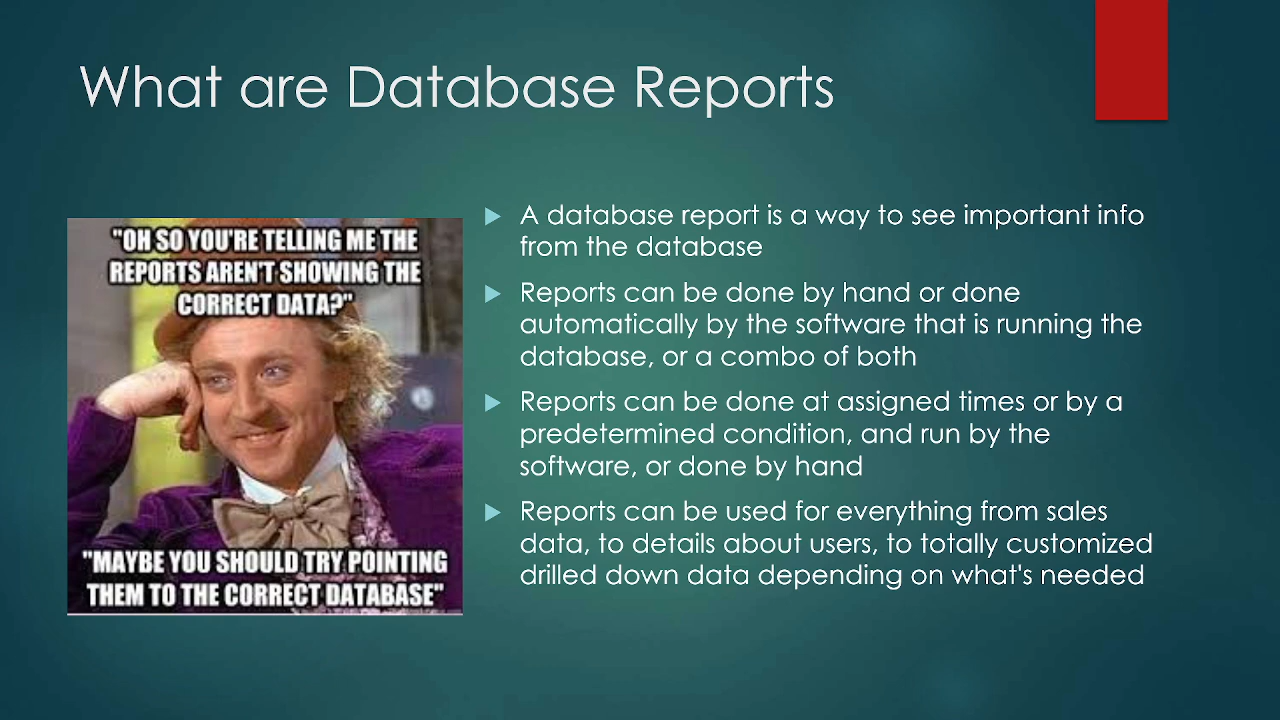 What are Database Reports
"OH SO YOU'RE TELLING ME THE
REPORTS AREN'T SHOWING THE
CORRECT DATA?"
"MAYBE YOU SHOULD TRY POINTING
THEM TO THE CORRECT DATABASE"
A database report is a way to see important info
from the database
Reports can be done by hand or done
automatically by the software that is running the
database, or a combo of both
Reports can be done at assigned times or by a
predetermined condition, and run by the
software, or done by hand
Reports can be used for everything from sales
data, to details about users, to totally customized
drilled down data depending on what's needed